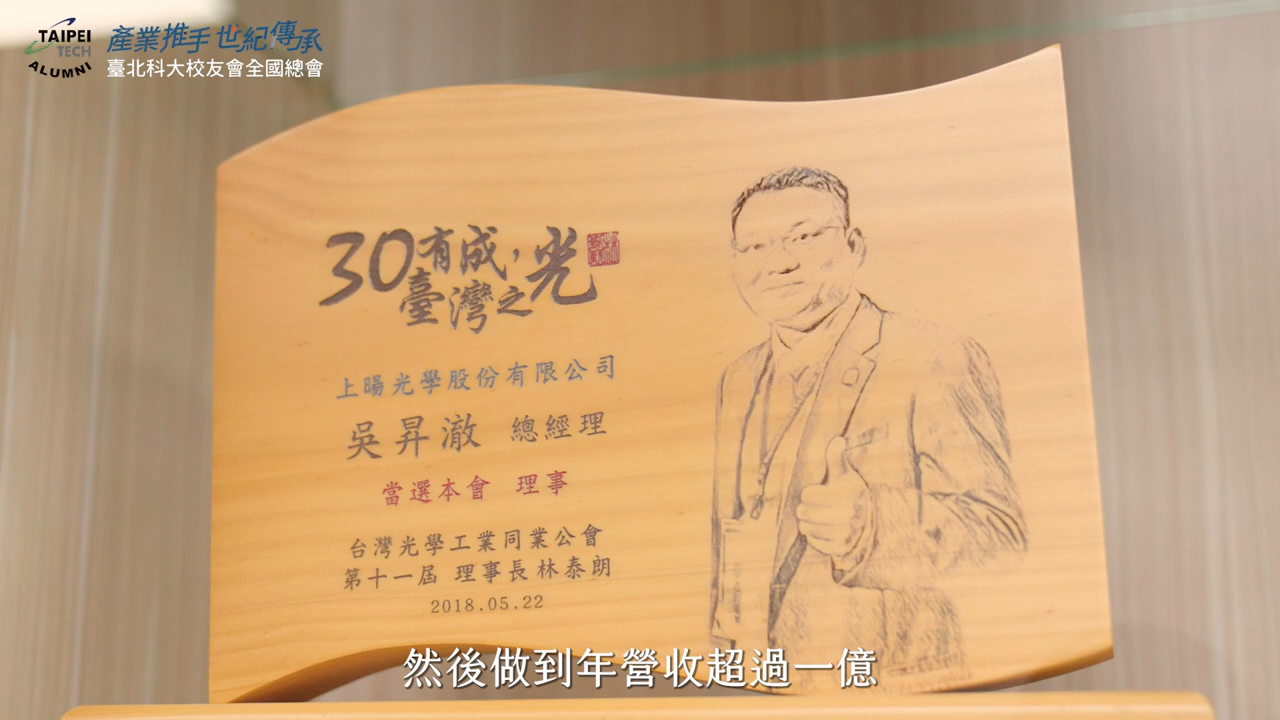 TAIPEI
TECH
ALUMNI
產業推手 世紀傳承
臺北科大校友會全國總會
30有成,
臺灣之光
上暘光學股份有限公司
吳昇澈 總經理
當選本會 理事
台灣光學工業同業公會
第十一屆 理事長林泰朗
2018.05.22
然後做到年營收超過一億